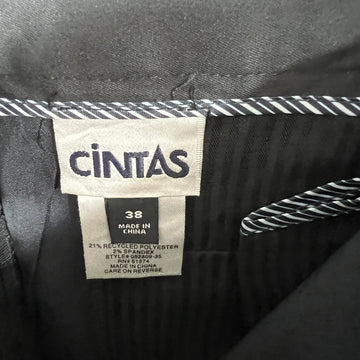 CiNTAS
38
MADE IN
CHINA
21% RECYCLED POLYESTER
2% SPANDEX
MADE IN CHINA
CARE ON REVERSE